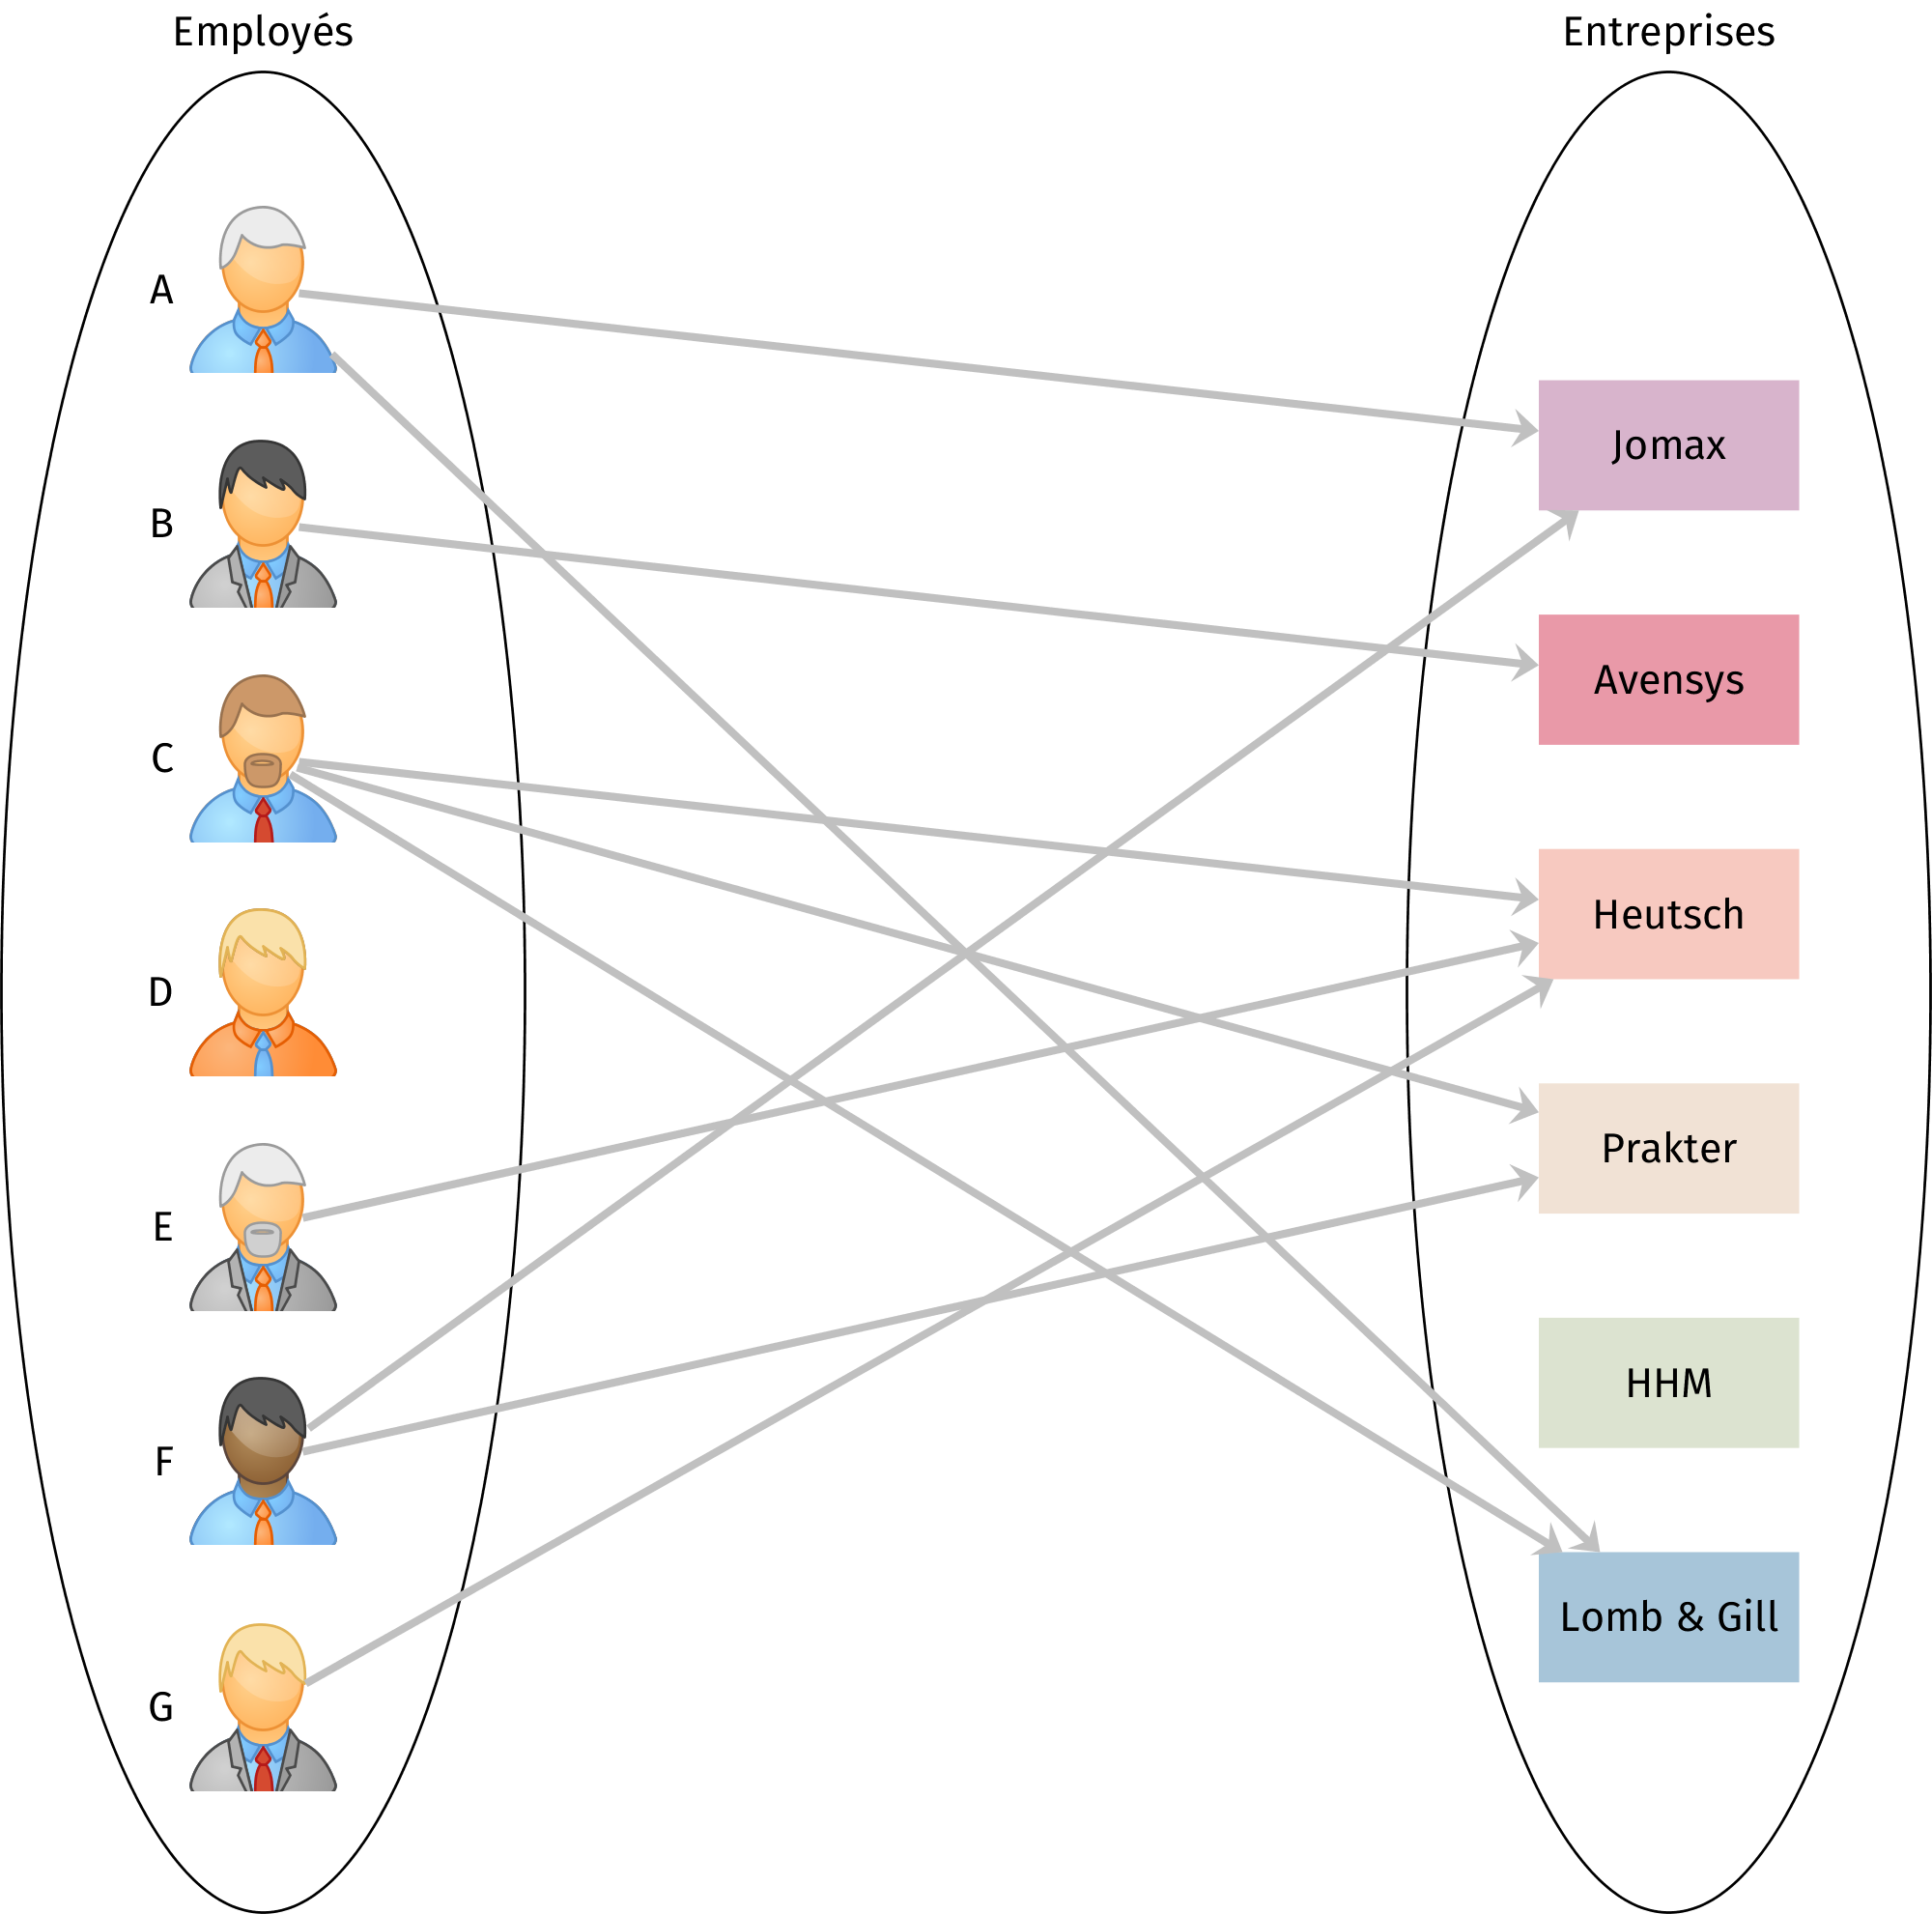 Employés
Entreprises
A
B
C
D
E
F
G
Jomax
Avensys
Heutsch
Prakter
HHM
Lomb & Gill